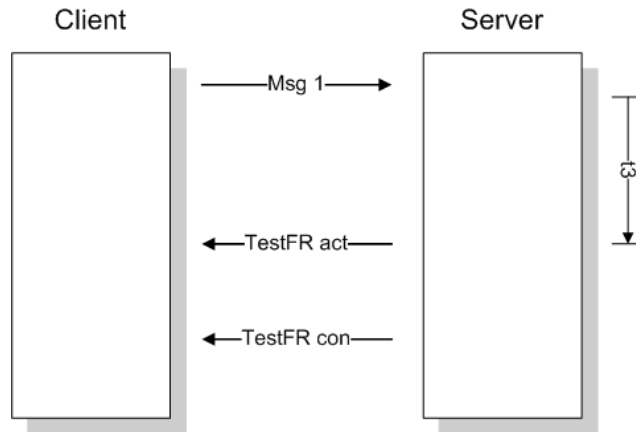 Client
Server
Msg 1
t3
TestFR act
TestFR con